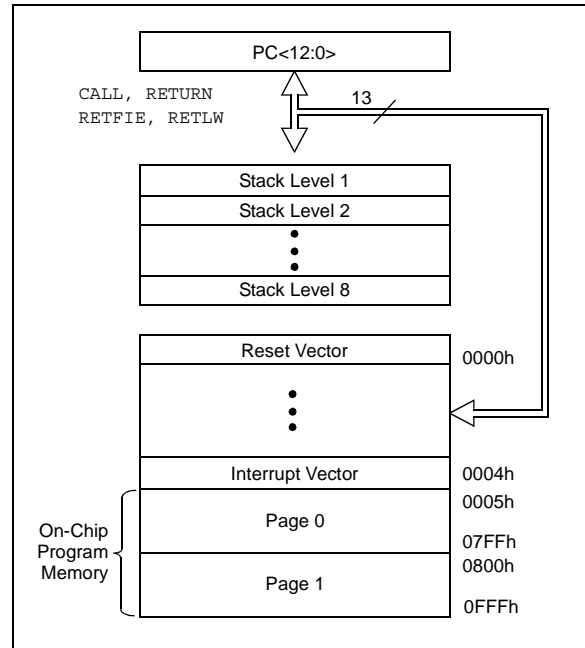 PC<12:0>
CALL, RETURN
RETFIE, RETLW
13
Stack Level 1
Stack Level 2
Stack Level 8
Reset Vector
0000h
Interrupt Vector
0004h
On-Chip
Program
Memory
Page 0
0005h
07FFh
Page 1
0800h
0FFFh